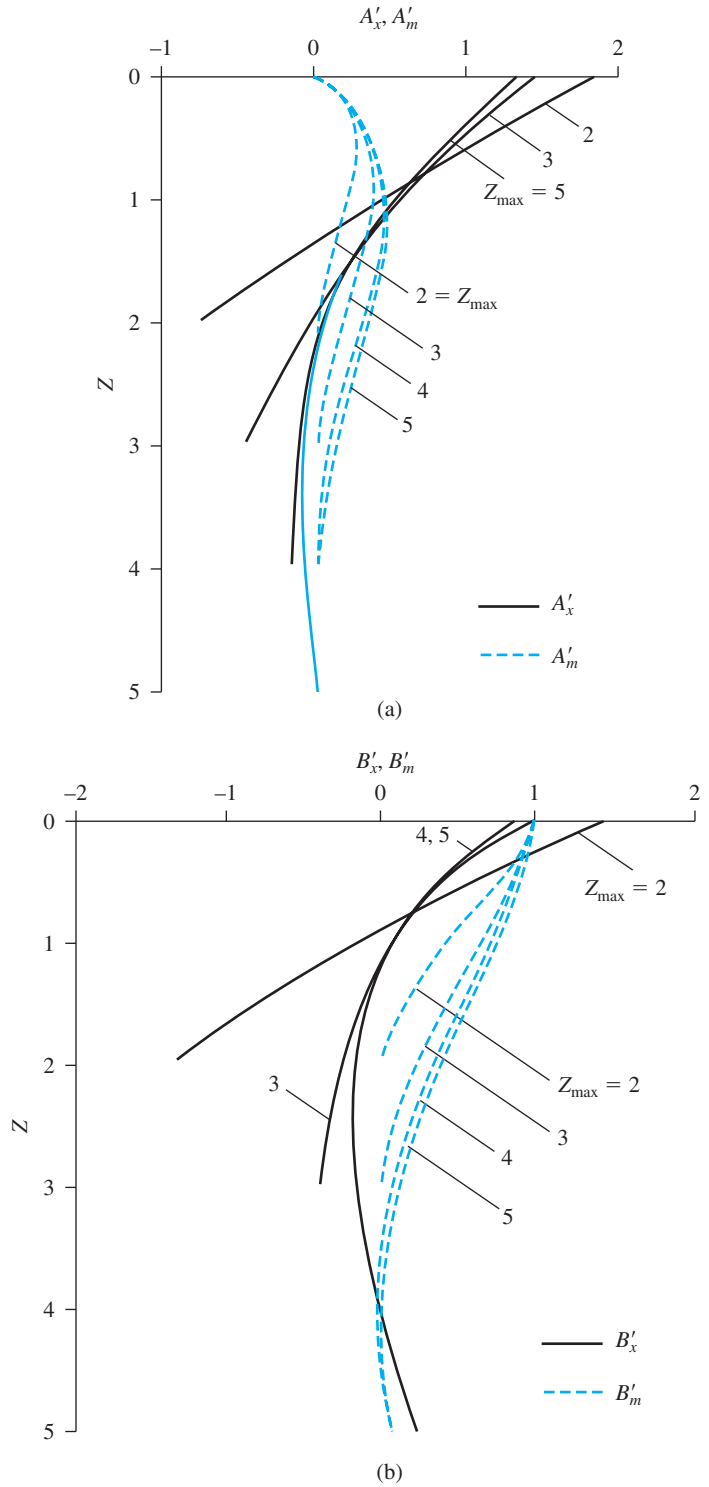 A′x, A′m
–1 0 1 2
0
2
3
Zmax = 5
1
2 = Zmax
2
3
Z
4
5
3
4
A′x
A′m
5
(a)
B′x, B′m
–2 –1 0 1 2
0
4, 5
Zmax = 2
1
2
3
Zmax = 2
Z
3
4
3
5
4
B′x
B′m
5
(b)